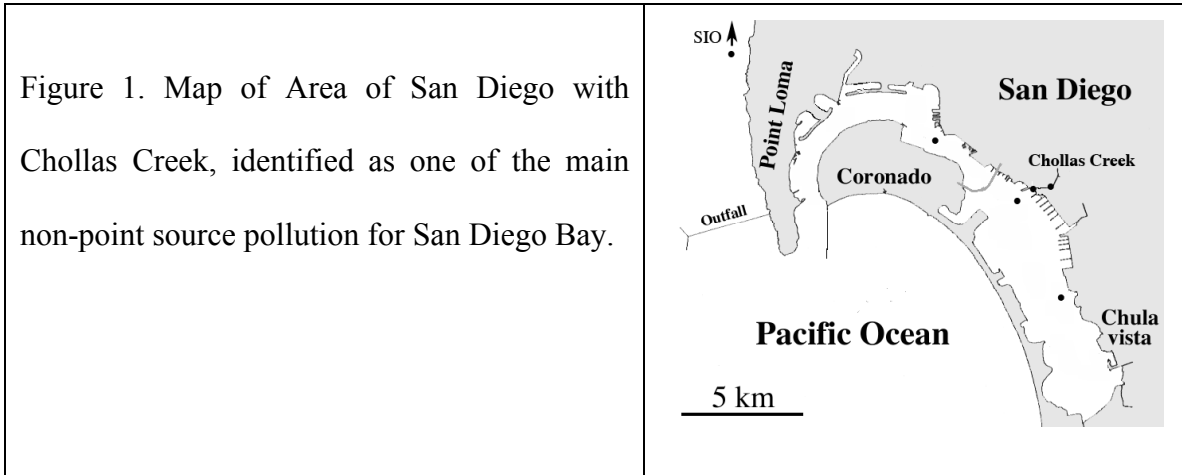 Figure 1. Map of Area of San Diego with
Chollas Creek, identified as one of the main
non-point source pollution for San Diego Bay.
SIO
San Diego
Point Loma
Chollas Creek
Coronado
Outfall
Pacific Ocean
Chula
vista
5 km